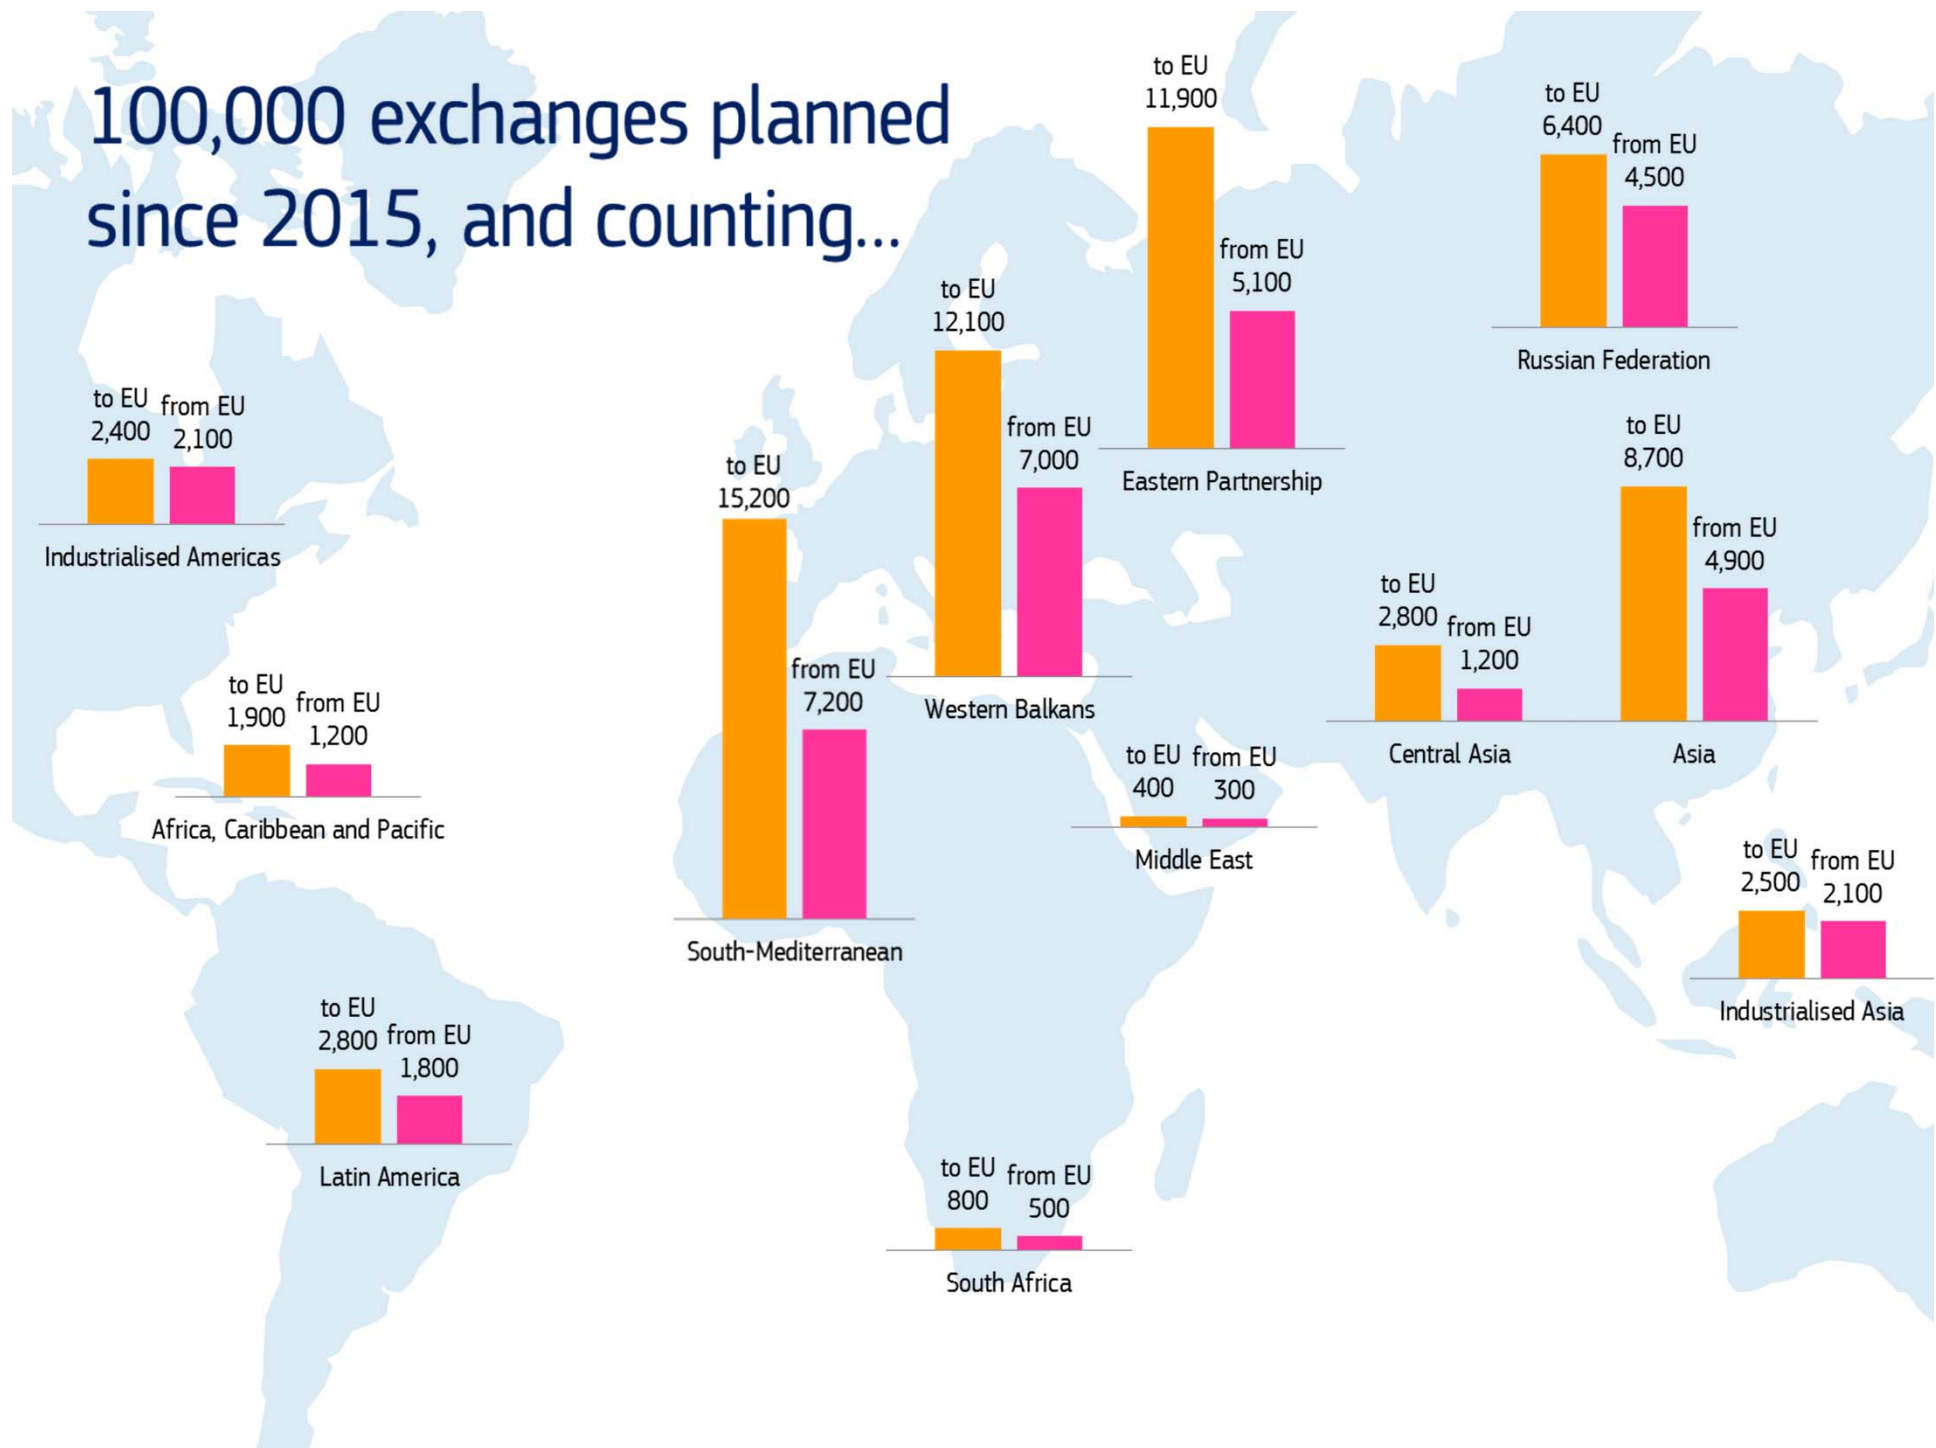 100,000 exchanges planned
since 2015, and counting...
to EU
11,900
from EU
5,100
Eastern Partnership
to EU
6,400
from EU
4,500
Russian Federation
to EU
12,100
from EU
7,000
Western Balkans
to EU
2,400
from EU
2,100
Industrialised Americas
to EU
15,200
from EU
7,200
South-Mediterranean
to EU
8,700
from EU
4,900
Asia
to EU
2,800
from EU
1,200
Central Asia
to EU
1,900
from EU
1,200
Africa, Caribbean and Pacific
to EU
400
from EU
300
Middle East
to EU
2,500
from EU
2,100
Industrialised Asia
to EU
2,800
from EU
1,800
Latin America
to EU
800
from EU
500
South Africa